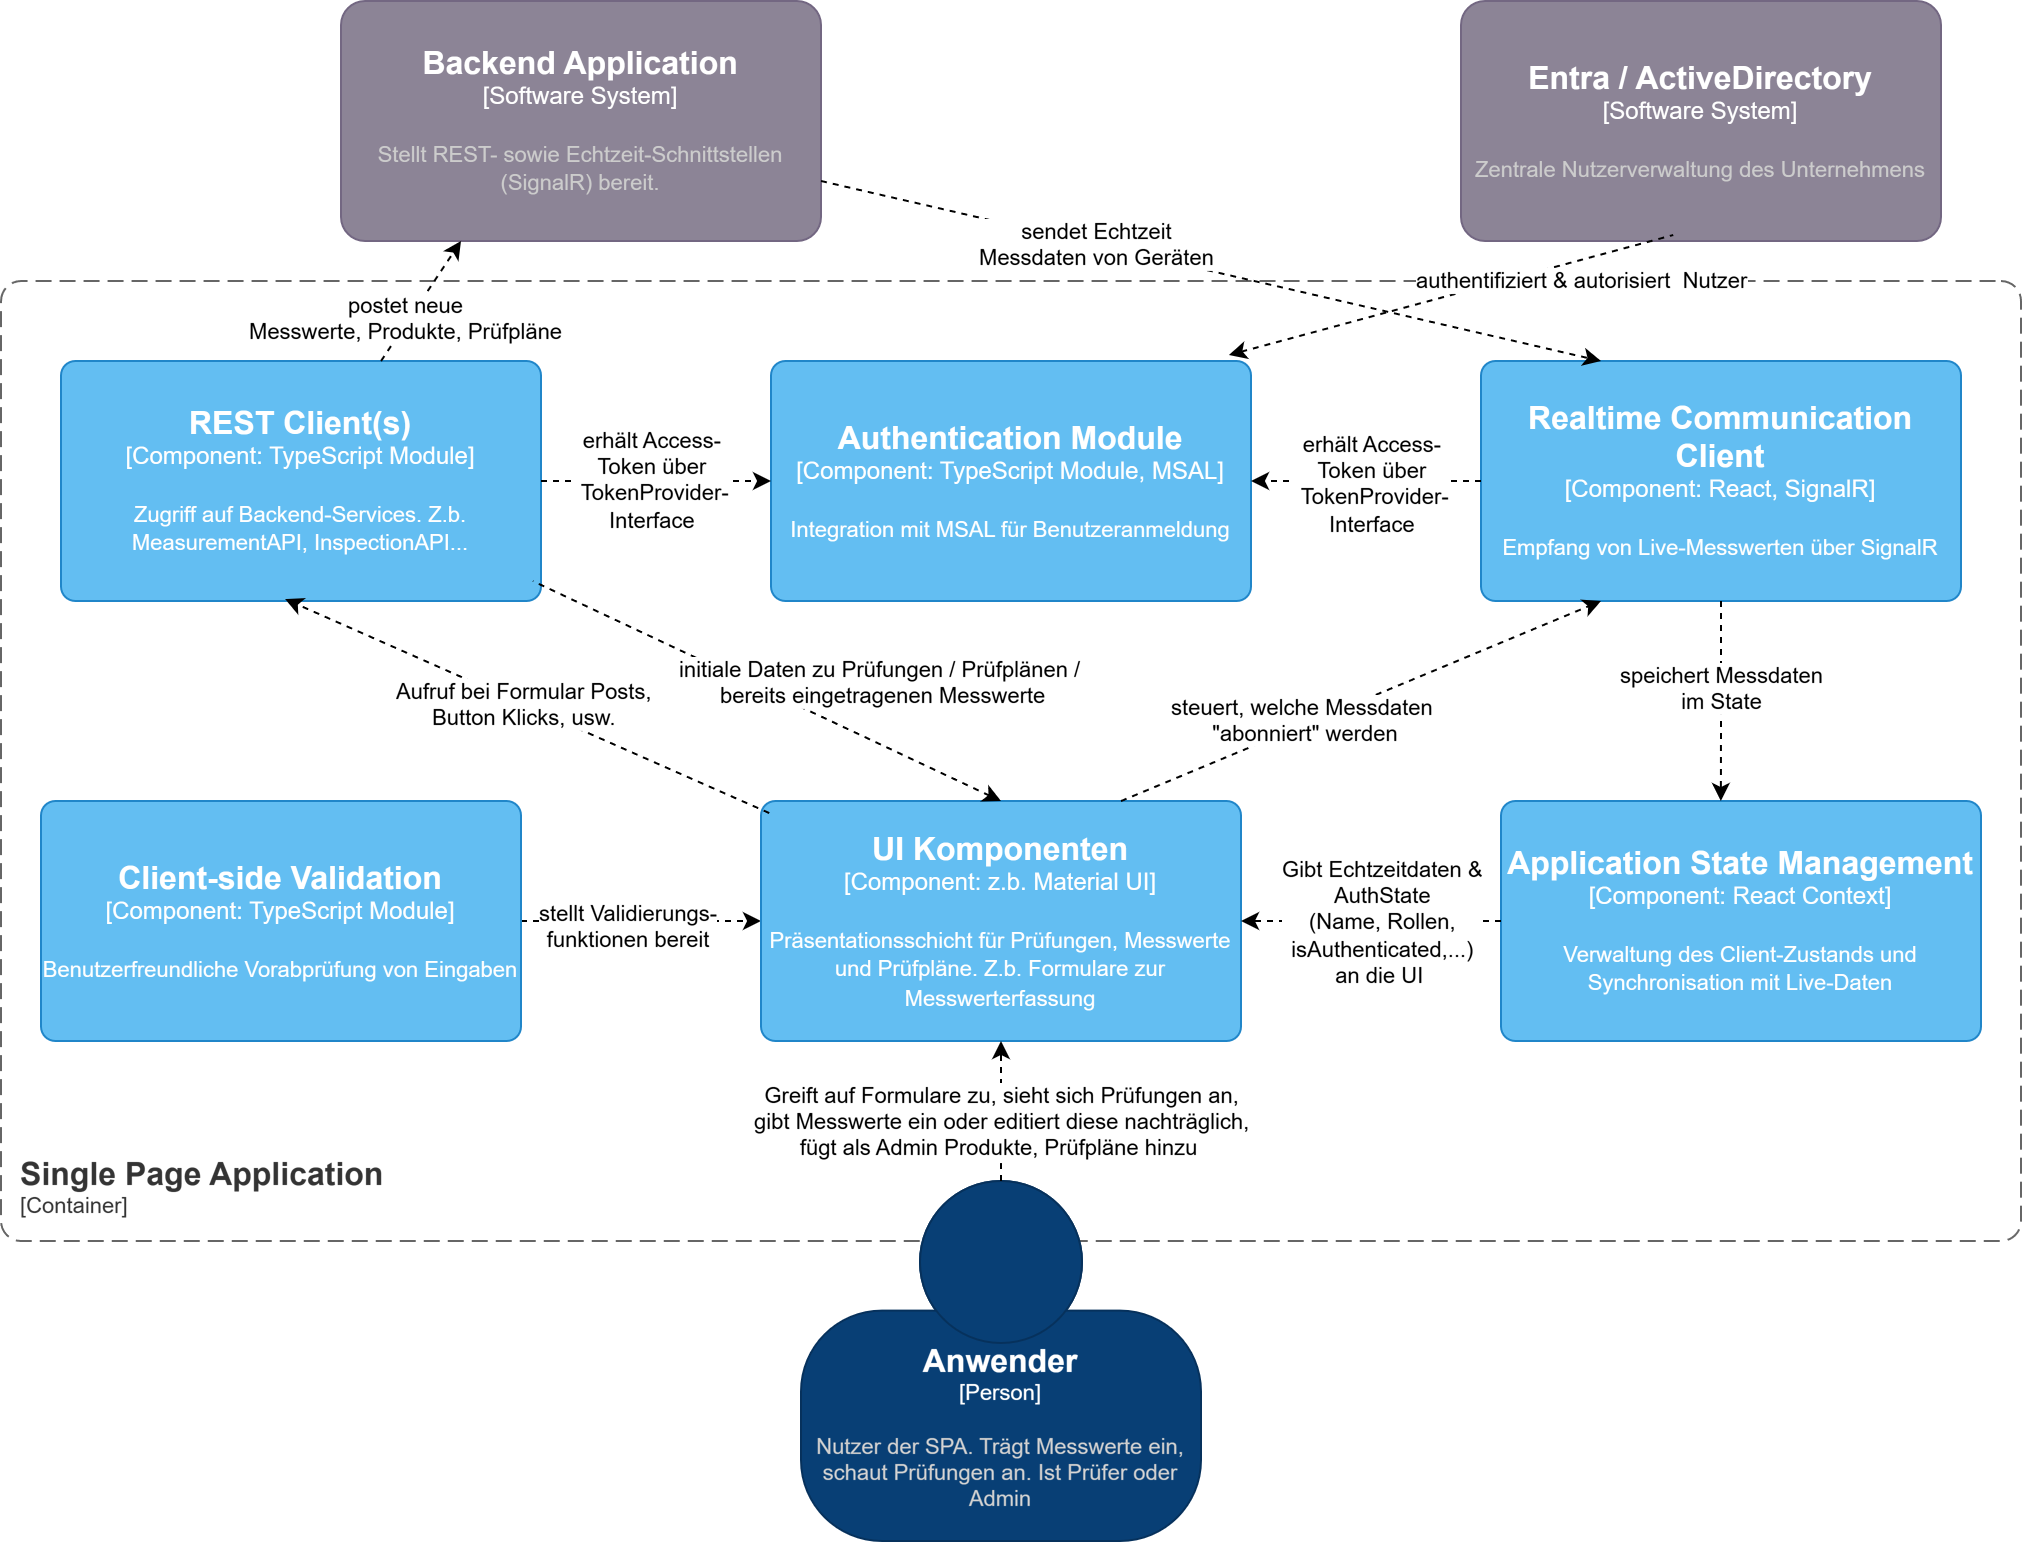 Backend Application
[Software System]
Stellt REST- sowie Echtzeit-Schnittstellen
(SignalR) bereit.
Entra / ActiveDirectory
[Software System]
Zentrale Nutzerverwaltung des Unternehmens
sendet Echtzeit
Messdaten von Geräten
authentifiziert & autorisiert  Nutzer
postet neue
Messwerte, Produkte, Prüfpläne
REST Client(s)
[Component: TypeScript Module]
Zugriff auf Backend-Services. Z.b.
MeasurementAPI, InspectionAPI...
erhält Access-
Token über
TokenProvider-
Interface
Authentication Module
[Component: TypeScript Module, MSAL]
Integration mit MSAL für Benutzeranmeldung
erhält Access-
Token über
TokenProvider-
Interface
Realtime Communication
Client
[Component: React, SignalR]
Empfang von Live-Messwerten über SignalR
Aufruf bei Formular Posts,
Button Klicks, usw.
initiale Daten zu Prüfungen / Prüfplänen /
bereits eingetragenen Messwerte
steuert, welche Messdaten
"abonniert" werden
speichert Messdaten
im State
Client-side Validation
[Component: TypeScript Module]
Benutzerfreundliche Vorabprüfung von Eingaben
stellt Validierungs-
funktionen bereit
UI Komponenten
[Component: z.b. Material UI]
Präsentationsschicht für Prüfungen, Messwerte
und Prüfpläne. Z.b. Formulare zur
Messwerterfassung
Gibt Echtzeitdaten &
AuthState
(Name, Rollen,
isAuthenticated,...)
an die UI
Application State Management
[Component: React Context]
Verwaltung des Client-Zustands und
Synchronisation mit Live-Daten
Greift auf Formulare zu, sieht sich Prüfungen an,
gibt Messwerte ein oder editiert diese nachträglich,
fügt als Admin Produkte, Prüfpläne hinzu
Single Page Application
[Container]
Anwender
[Person]
Nutzer der SPA. Trägt Messwerte ein,
schaut Prüfungen an. Ist Prüfer oder
Admin